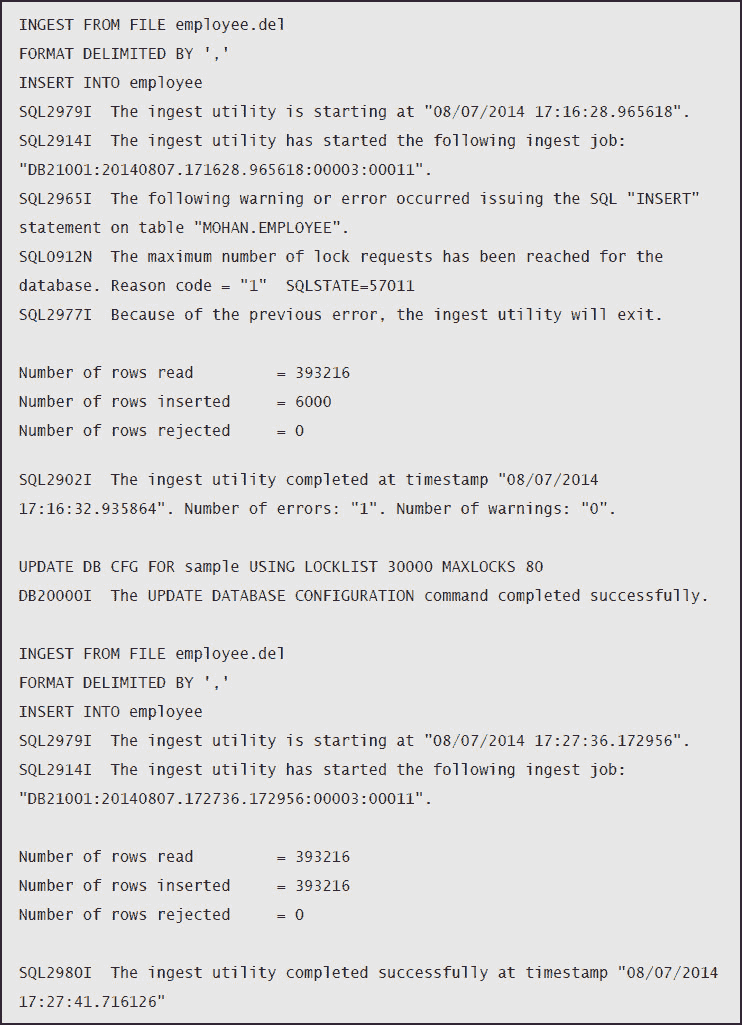 INGEST FROM FILE employee.del
FORMAT DELIMITED BY ','
INSERT INTO employee
SQL2979I  The ingest utility is starting at "08/07/2014 17:16:28.965618".
SQL2914I  The ingest utility has started the following ingest job:
"DB21001:20140807.171628.965618:00003:00011".
SQL2965I  The following warning or error occurred issuing the SQL "INSERT"
statement on table "MOHAN.EMPLOYEE".
SQL0912N  The maximum number of lock requests has been reached for the
database. Reason code = "1"  SQLSTATE=57011
SQL2977I  Because of the previous error, the ingest utility will exit.

Number of rows read         = 393216
Number of rows inserted     = 6000
Number of rows rejected     = 0

SQL2902I  The ingest utility completed at timestamp "08/07/2014
17:16:32.935864". Number of errors: "1". Number of warnings: "0".

UPDATE DB CFG FOR sample USING LOCKLIST 30000 MAXLOCKS 80
DB20000I  The UPDATE DATABASE CONFIGURATION command completed successfully.

INGEST FROM FILE employee.del
FORMAT DELIMITED BY ','
INSERT INTO employee
SQL2979I  The ingest utility is starting at "08/07/2014 17:27:36.172956".
SQL2914I  The ingest utility has started the following ingest job:
"DB21001:20140807.172736.172956:00003:00011".

Number of rows read         = 393216
Number of rows inserted     = 393216
Number of rows rejected     = 0

SQL2980I  The ingest utility completed successfully at timestamp "08/07/2014
17:27:41.716126"